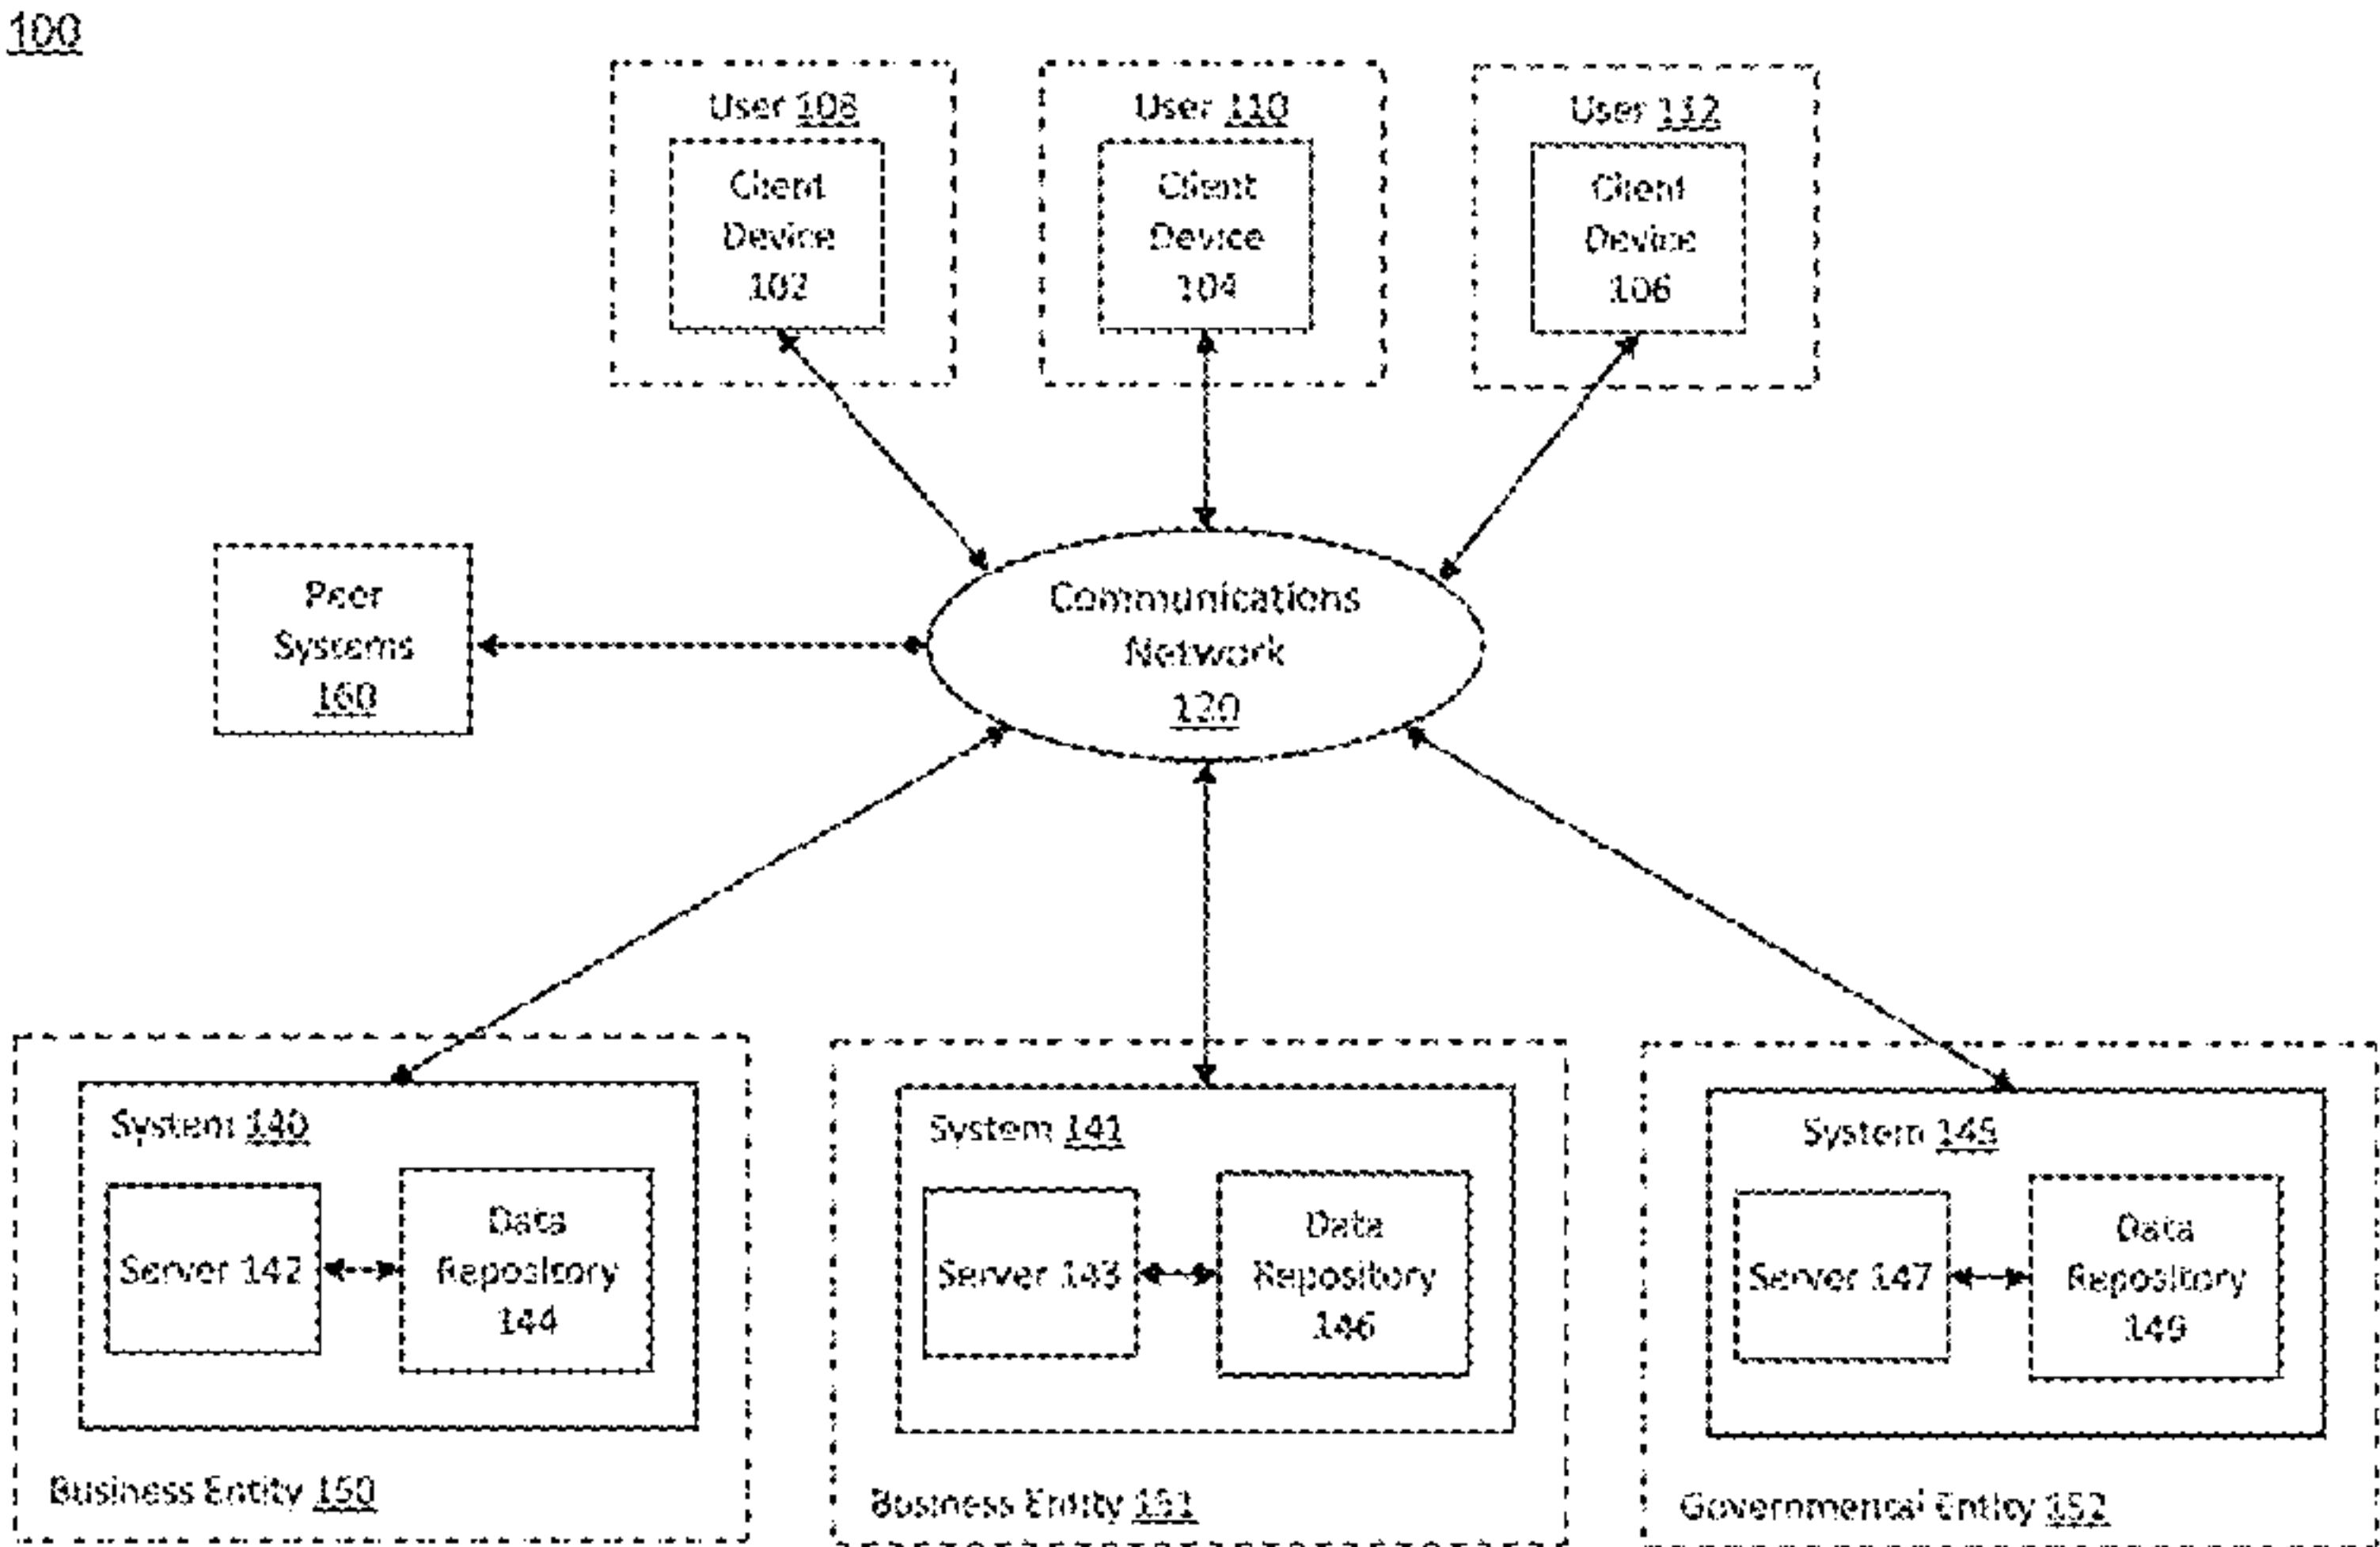 100
User 108
Client
Device
102
User 110
Client
Device
104
User 112
Client
Device
106
Peer
Systems
160
Communications
Network
120
System 140
Server 142
Data
Repository
144
Business Entity 150
System 141
Server 143
Data
Repository
146
Business Entity 151
System 145
Server 147
Data
Repository
149
Governmental Entity 152